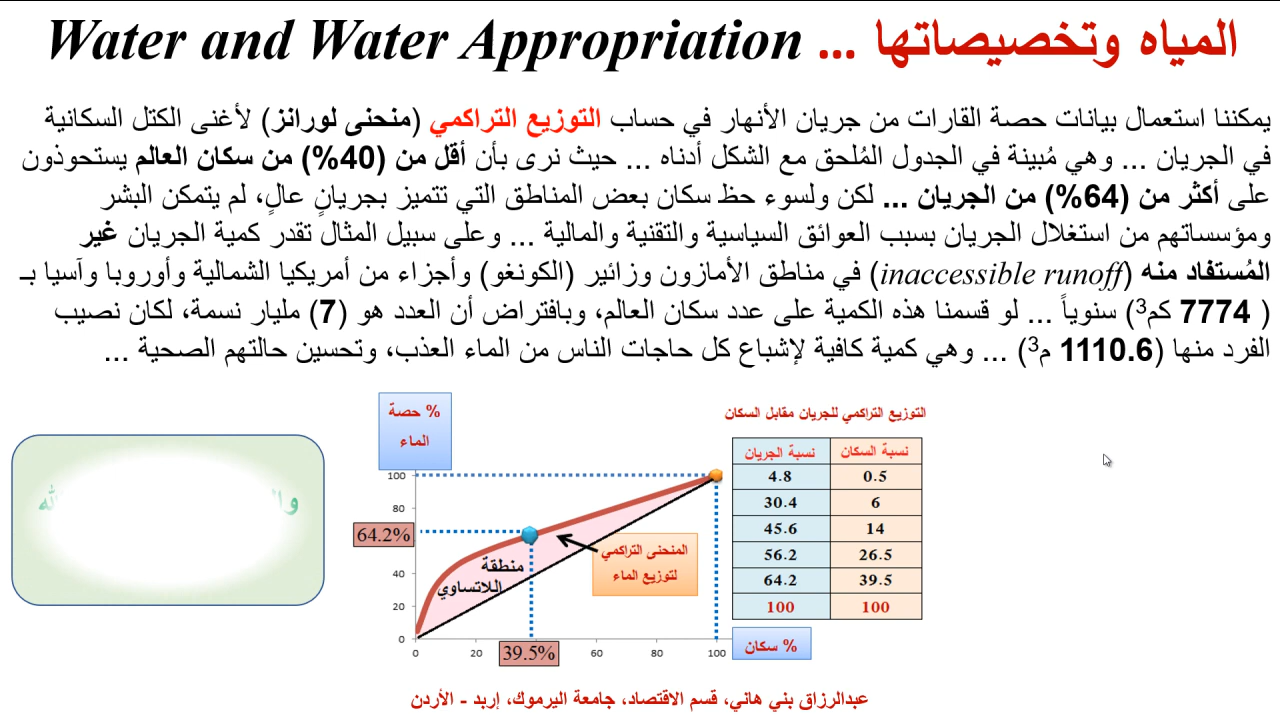 المياه وتخصيصاتها ... Water and Water Appropriation
يمكننا استعمال بيانات حصة القارات من جريان الأنهار في حساب التوزيع التراكمي (منحنى لورانز) لأغنى الكتل السكانية
في الجريان ... وهي مُبينة في الجدول المُلحق مع الشكل أدناه ... حيث نرى بأن أقل من (40%) من سكان العالم يستحوذون
على أكثر من (64%) من الجريان ... لكن ولسوء حظ سكان بعض المناطق التي تتميز بجريانٍ عالٍ، لم يتمكن البشر
ومؤسساتهم من استغلال الجريان بسبب العوائق السياسية والتقنية والمالية ... وعلى سبيل المثال تقدر كمية الجريان غير
المُستفاد منه (inaccessible runoff) في مناطق الأمازون وزائير (الكونغو) وأجزاء من أمريكيا الشمالية وأوروبا وآسيا بـ
( 7774 كم3) سنوياً ... لو قسمنا هذه الكمية على عدد سكان العالم، وبافتراض أن العدد هو (7) مليار نسمة، لكان نصيب
الفرد منها (1110.6 م3) ... وهي كمية كافية لإشباع كل حاجات الناس من الماء العذب، وتحسين حالتهم الصحية ...
التوزيع التراكمي للجريان مقابل السكان
نسبة السكان نسبة الجريان
0.5 4.8
6 30.4
14 45.6
26.5 56.2
39.5 64.2
100 100
% حصة
الماء
100
80
64.2%
40
20
0
المنحنى التراكمي
لتوزيع الماء
منطقة
اللاتساوي
0 20 39.5% 60 80 100
% سكان
عبدالرزاق بني هاني، قسم الاقتصاد، جامعة اليرموك، إربد - الأردن